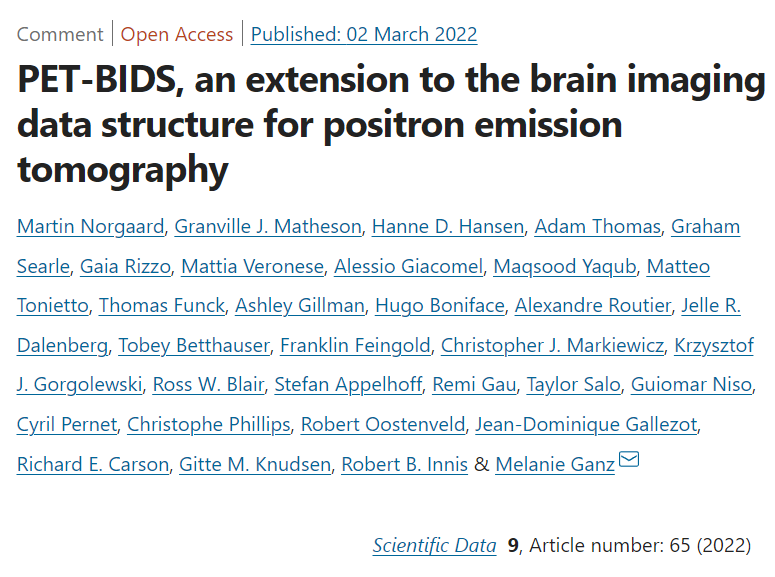 Comment | Open Access | Published: 02 March 2022
PET-BIDS, an extension to the brain imaging
data structure for positron emission
tomography
Martin Norgaard, Granville J. Matheson, Hanne D. Hansen, Adam Thomas, Graham
Searle, Gaia Rizzo, Mattia Veronese, Alessio Giacomel, Maqsood Yaqub, Matteo
Tonietto, Thomas Funck, Ashley Gillman, Hugo Boniface, Alexandre Routier, Jelle R.
Dalenberg, Tobey Betthauser, Franklin Feingold, Christopher J. Markiewicz, Krzysztof
J. Gorgolewski, Ross W. Blair, Stefan Appelhoff, Remi Gau, Taylor Salo, Guiomar Niso,
Cyril Pernet, Christophe Phillips, Robert Oostenveld, Jean-Dominique Gallezot,
Richard E. Carson, Gitte M. Knudsen, Robert B. Innis & Melanie Ganz
Scientific Data 9, Article number: 65 (2022)